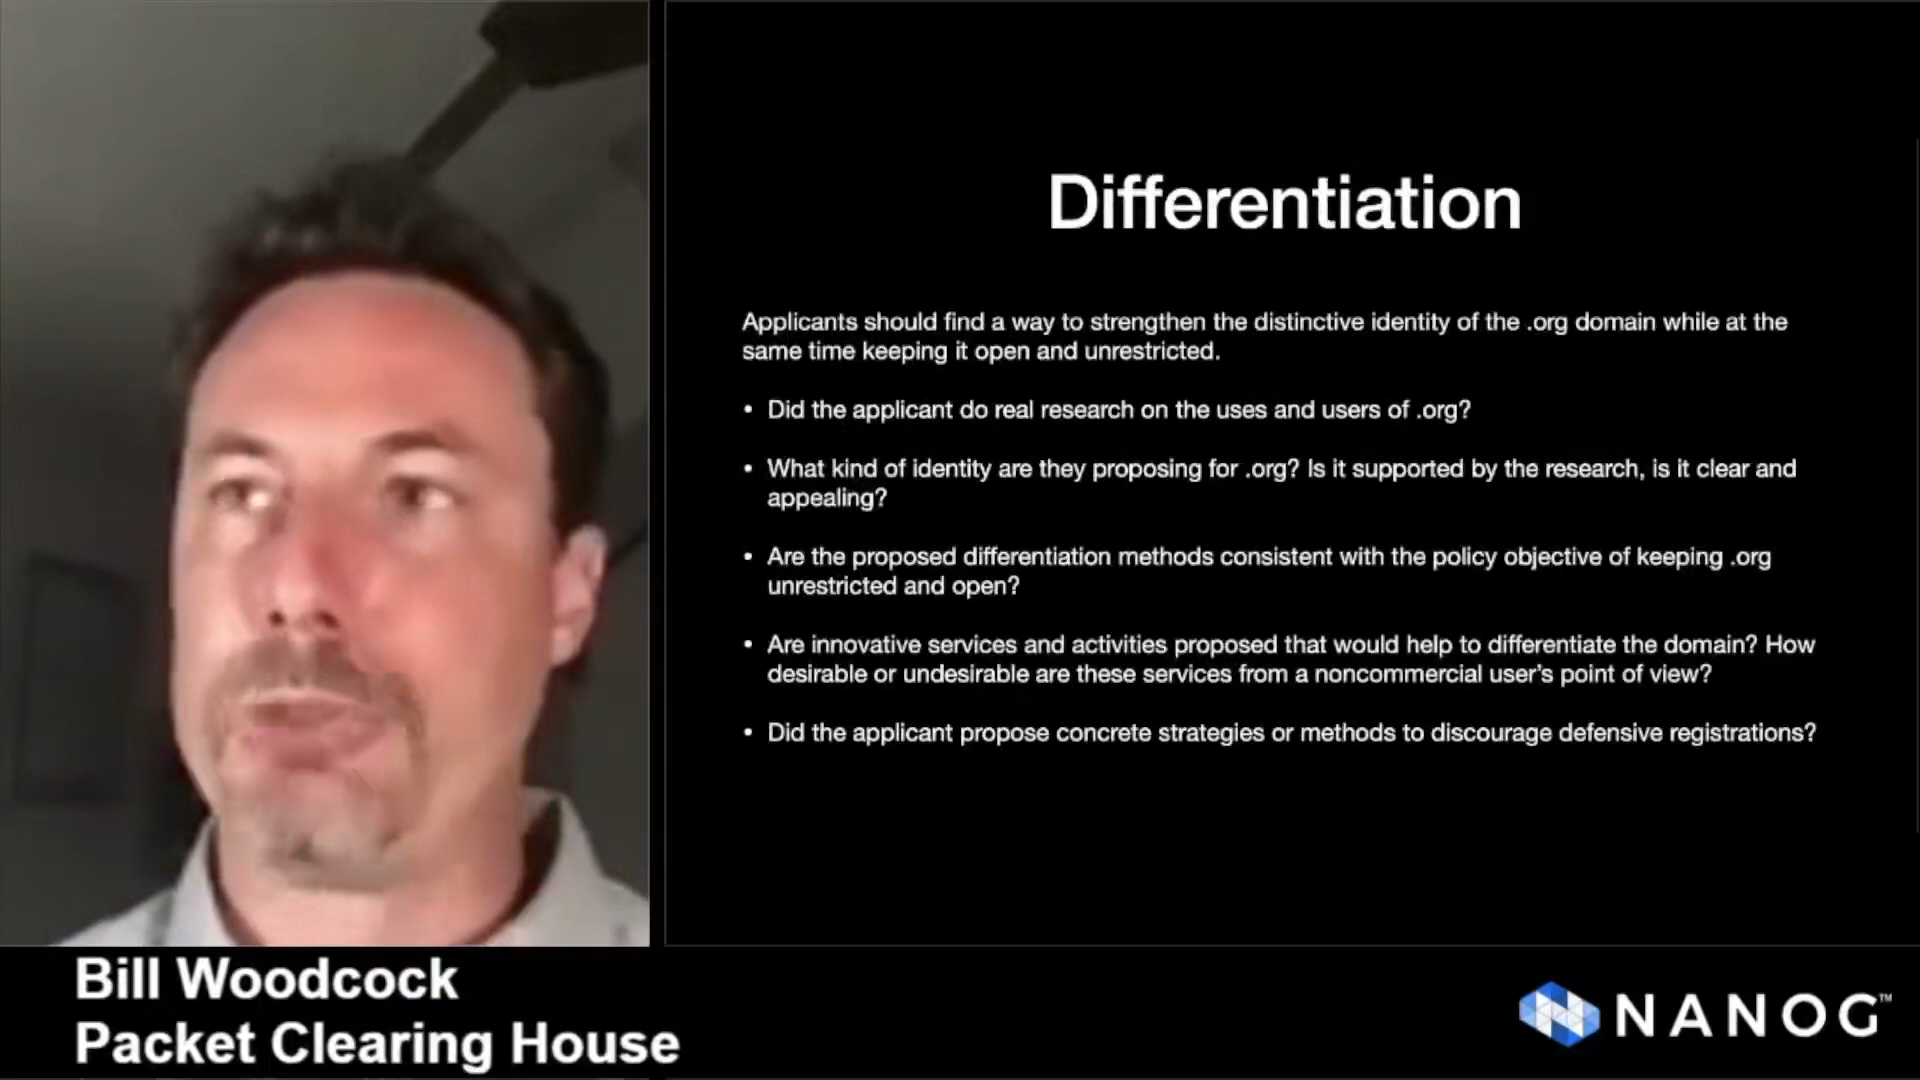 Differentiation
Applicants should find a way to strengthen the distinctive identity of the .org domain while at the
same time keeping it open and unrestricted.
• Did the applicant do real research on the uses and users of .org?
• What kind of identity are they proposing for .org? Is it supported by the research, is it clear and
appealing?
• Are the proposed differentiation methods consistent with the policy objective of keeping .org
unrestricted and open?
• Are innovative services and activities proposed that would help to differentiate the domain? How
desirable or undesirable are these services from a noncommercial user's point of view?
• Did the applicant propose concrete strategies or methods to discourage defensive registrations?
Bill Woodcock
Packet Clearing House
NANOG™